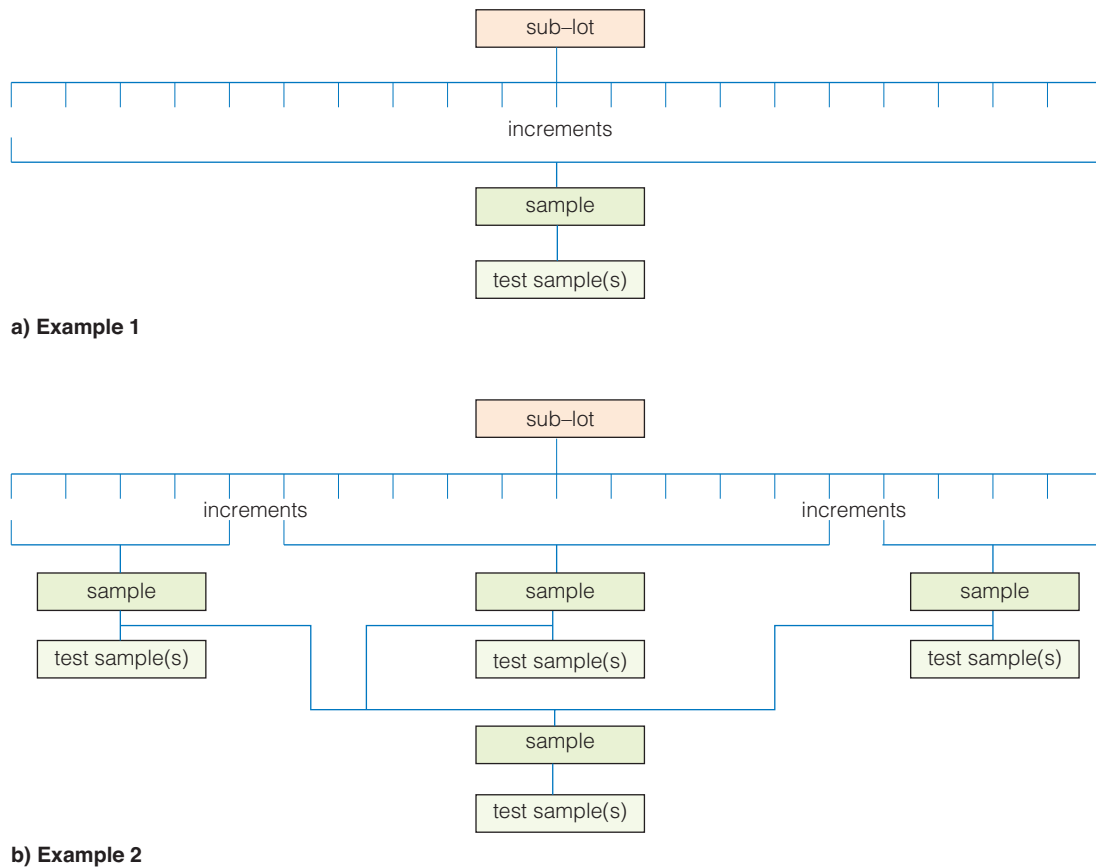 sub–lot
increments
sample
test sample(s)
a) Example 1
sub–lot
increments increments
sample sample sample
test sample(s) test sample(s) test sample(s)
sample
test sample(s)
b) Example 2